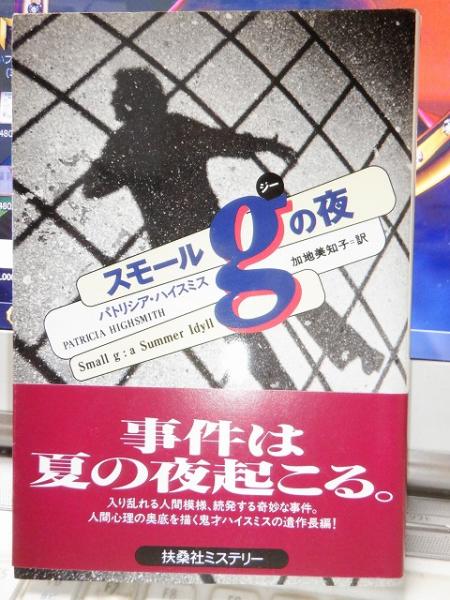 スモールgの夜
ジー
パトリシア・ハイスミス
加地美知子=訳
PATRICIA HIGHSMITH
Small g : a Summer Idyll
事件は
夏の夜起こる。
入り乱れる人間模様、続発する奇妙な事件。
人間心理の奥底を描く鬼才ハイスミスの遺作長編!
扶桑社ミステリー